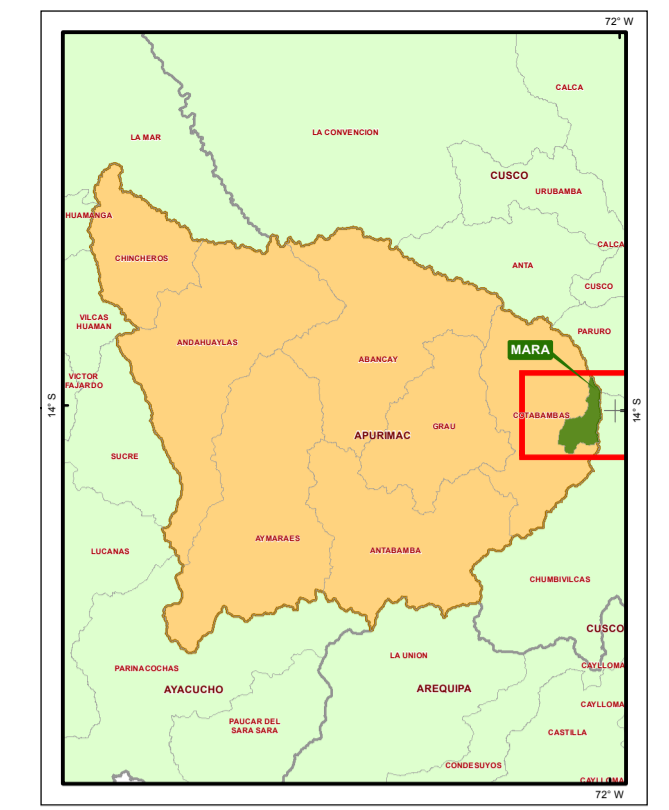 72° W
CALCA
LA MAR
LA CONVENCION
CUSCO
URUBAMBA
HUAMANGA
CALCA
CHINCHEROS
ANTA
CUSCO
VILCAS
HUAMAN
PARURO
ANDAHUAYLAS
MARA
ABANCAY
VICTOR
FAJARDO
14° S
14° S
COTABAMBAS
GRAU
APURIMAC
SUCRE
AYMARAES
ANTABAMBA
LUCANAS
CHUMBIVILCAS
CUSCO
LA UNION
CAYLLOMA
PARINACOCHAS
AYACUCHO
AREQUIPA
CAYLLOMA
PAUCAR DEL
SARA SARA
CASTILLA
CONDESUYOS
CAYLLOMA
72° W